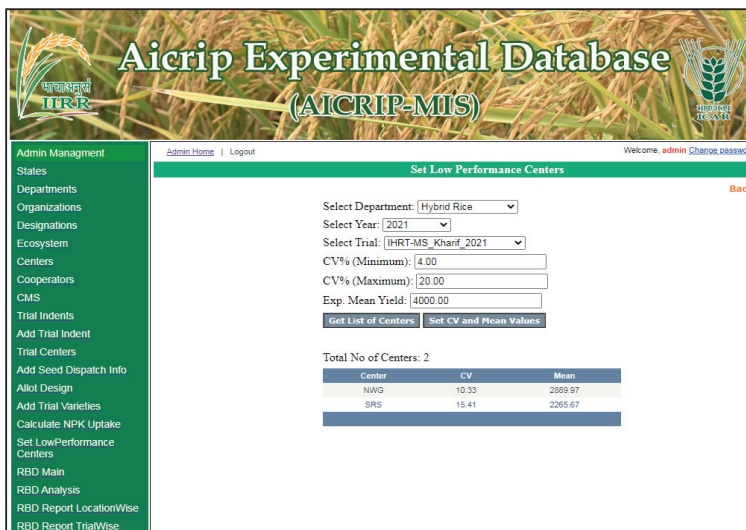 Aicrip Experimental Database
(AICRIP-MIS)
IIRR
ICAR
Admin Managment
States
Departments
Organizations
Designations
Ecosystem
Centers
Cooperators
CMS
Trial Indents
Add Trial Indent
Trial Centers
Add Seed Dispatch Info
Allot Design
Add Trial Varieties
Calculate NPK Uptake
Set LowPerformance
Centers
RBD Main
RBD Analysis
RBD Report LocationWise
RBD Report TrialWise
Admin Home | Logout
Welcome, admin Change passwo
Set Low Performance Centers
Bac
Select Department: Hybrid Rice
Select Year: 2021
Select Trial: IHRT-MS_Kharif_2021
CV% (Minimum): 4.00
CV% (Maximum): 20.00
Exp. Mean Yield: 4000.00
Get List of Centers Set CV and Mean Values
Total No of Centers: 2
Center CV Mean
NWG 10.33 2889.97
SRS 15.41 2265.67